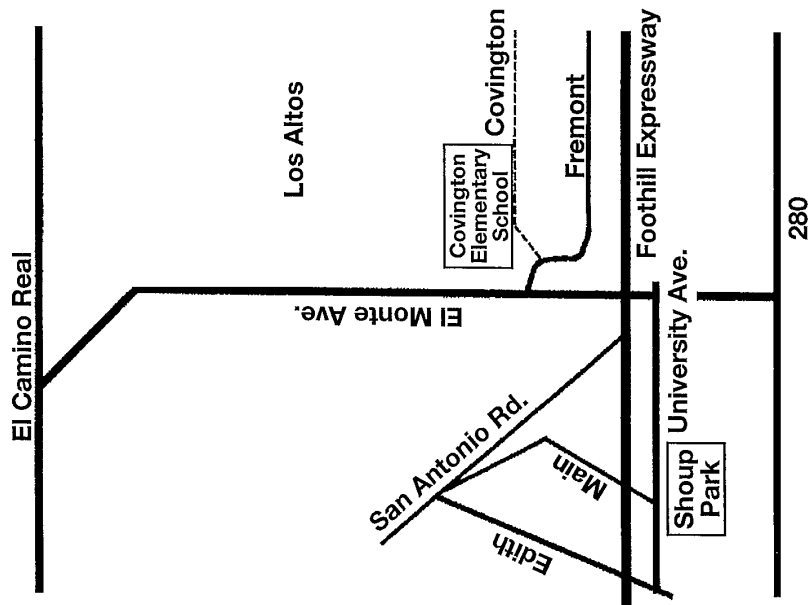 El Camino Real
Los Altos
El Monte Ave.
Covington
Elementary
School
Covington
Fremont
Foothill Expressway
San Antonio Rd.
Main
Edith
University Ave.
Shoup
Park
280